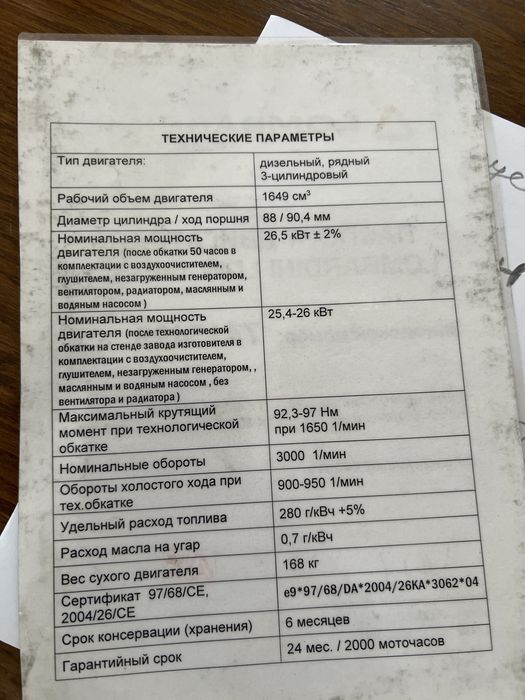 ТЕХНИЧЕСКИЕ ПАРАМЕТРЫ
Тип двигателя:
дизельный, рядный
3-цилиндровый
Рабочий объем двигателя
1649 см³
Диаметр цилиндра / ход поршня
88 / 90,4 мм
Номинальная мощность
двигателя (после обкатки 50 часов в
комплектации с воздухоочистителем,
глушителем, незагруженным генератором,
вентилятором, радиатором, маслянным и
водяным насосом )
26,5 кВт ± 2%
Номинальная мощность
двигателя (после технологической
обкатки на стенде завода изготовителя в
комплектации с воздухоочистителем,
глушителем, незагруженным генератором, ,
маслянным и водяным насосом , без
вентилятора и радиатора )
25,4-26 кВт
Максимальный крутящий
момент при технологической
обкатке
92,3-97 Нм
при 1650 1/мин
Номинальные обороты
3000 1/мин
Обороты холостого хода при
тех.обкатке
900-950 1/мин
Удельный расход топлива
280 г/кВч +5%
Расход масла на угар
0,7 г/кВч
Вес сухого двигателя
168 кг
Сертификат 97/68/СЕ,
2004/26/СЕ
e9*97/68/DA*2004/26KA*3062*04
Срок консервации (хранения)
6 месяцев
Гарантийный срок
24 мес. / 2000 моточасов